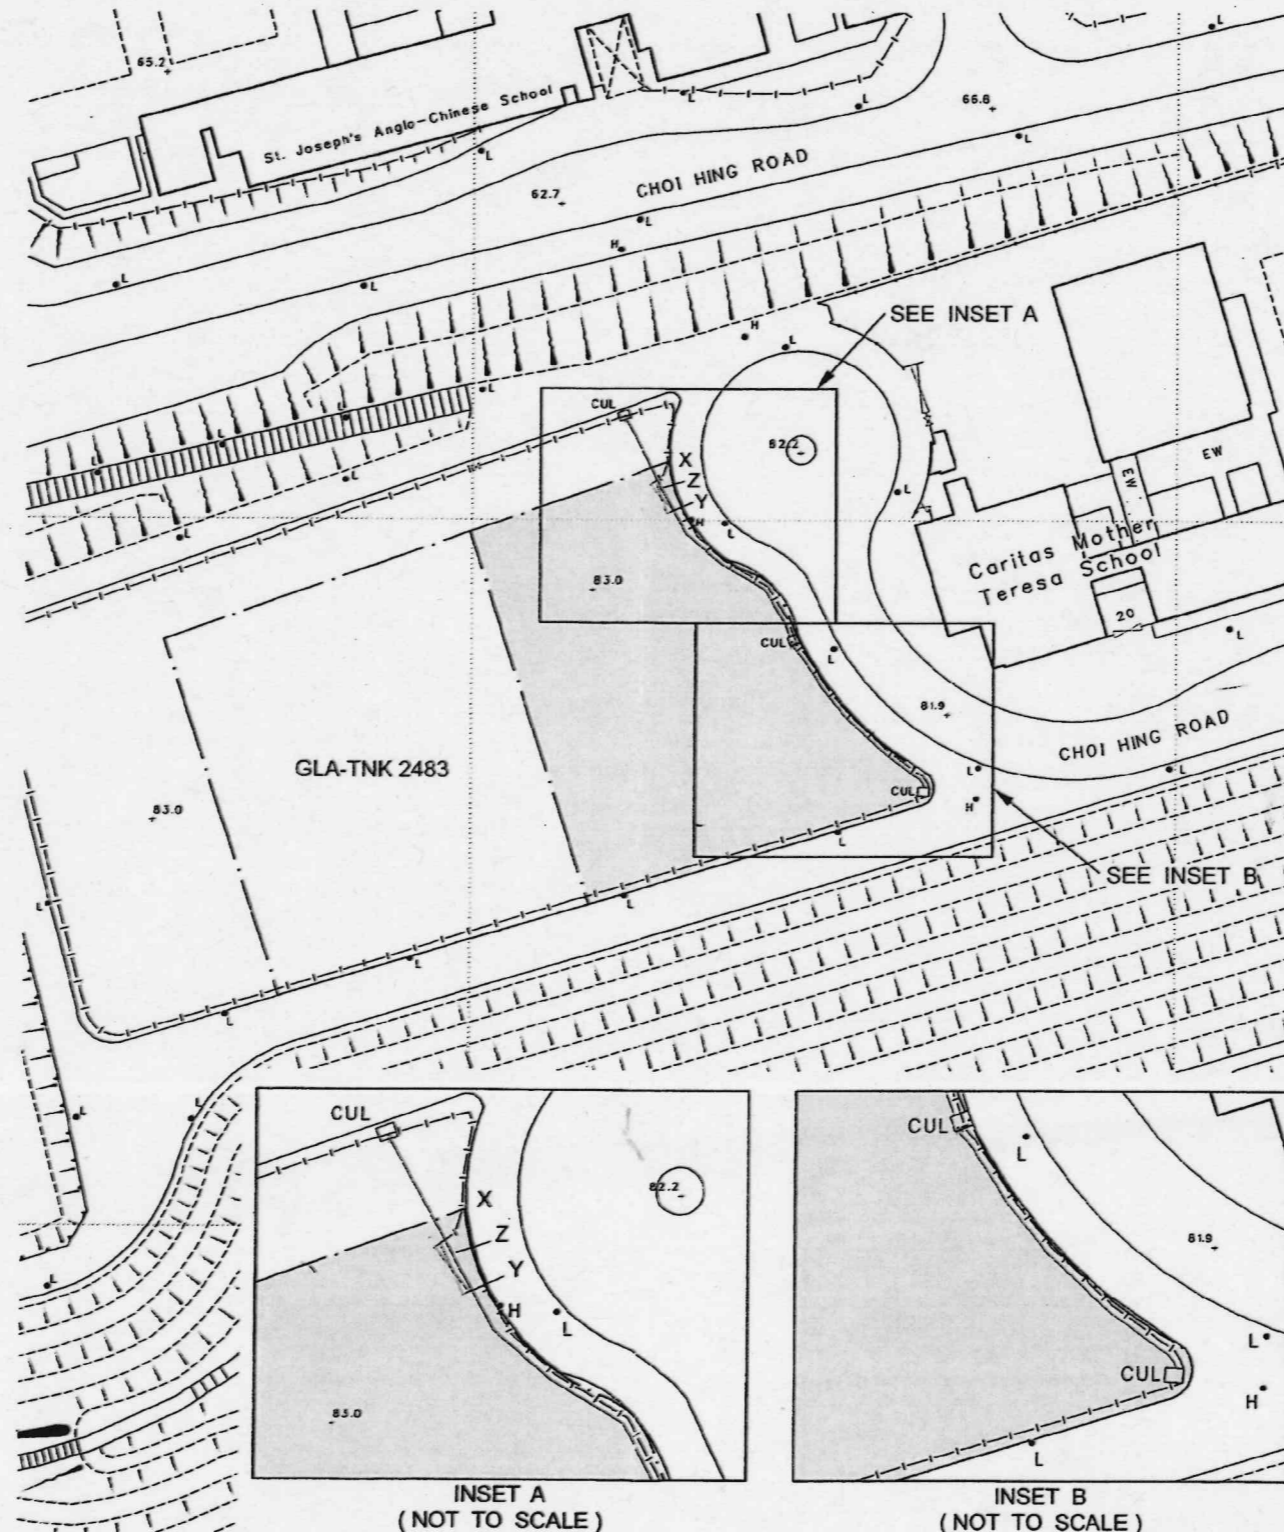 65.2
St. Joseph's Anglo-Chinese School
L
66.8
L
L
L
L
CHOI HING ROAD
62.7
L
H
L
L
SEE INSET A
H
L
L
CUL
82.2
EW
EW
L
X
Z
Y
H
L
L
L
L
L
L
Caritas Mother
Teresa School
83.0
20
CUL
L
L
81.9
CHOI HING ROAD
GLA-TNK 2483
L
L
83.0
CUL
H
L
SEE INSET B
L
L
L
L
L
L
CUL
X
Z
Y
H
L
82.2
83.0
CUL
L
81.9
L
CUL
H
L
L
INSET A
( NOT TO SCALE )
INSET B
( NOT TO SCALE )